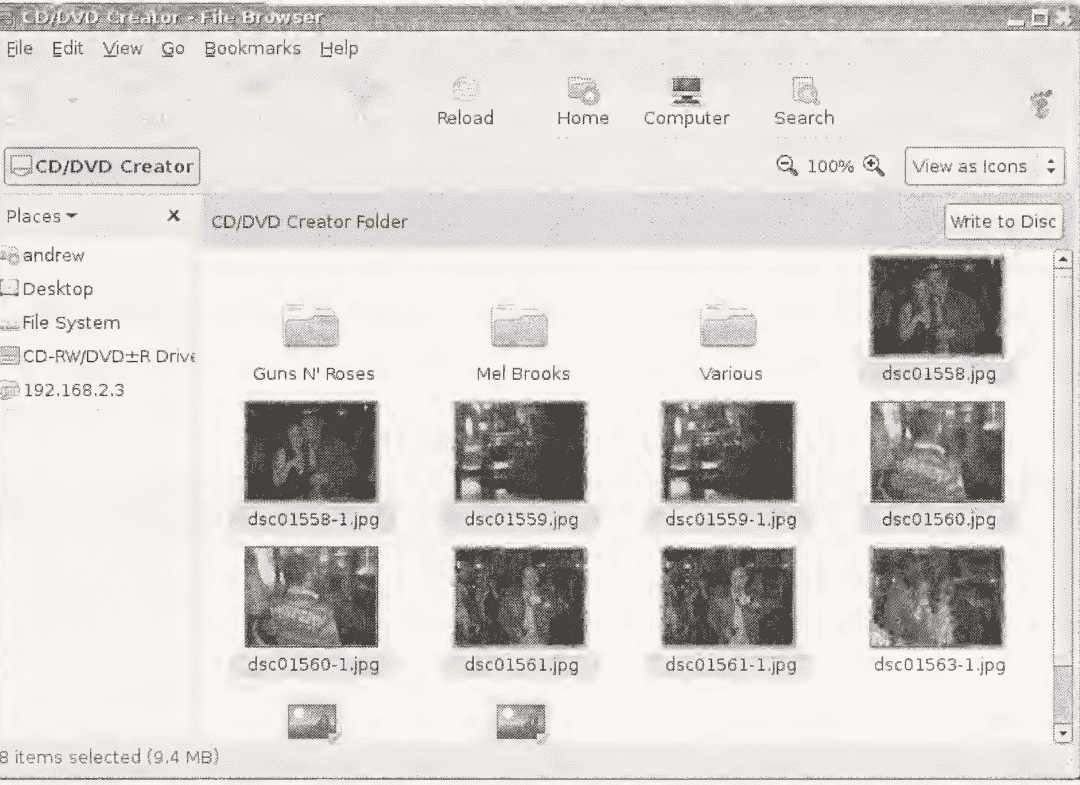 CD/DVD Creator - File Browser
File Edit View Go Bookmarks Help
Reload Home Computer Search
CD/DVD Creator 100% View as Icons
Places CD/DVD Creator Folder Write to Disc
andrew
Desktop
File System
CD-RW/DVD±R Drive
192.168.2.3
Guns N' Roses Mel Brooks Various dsc01558.jpg
dsc01558-1.jpg dsc01559.jpg dsc01559-1.jpg dsc01560.jpg
dsc01560-1.jpg dsc01561.jpg dsc01561-1.jpg dsc01563-1.jpg
8 items selected (9.4 MB)